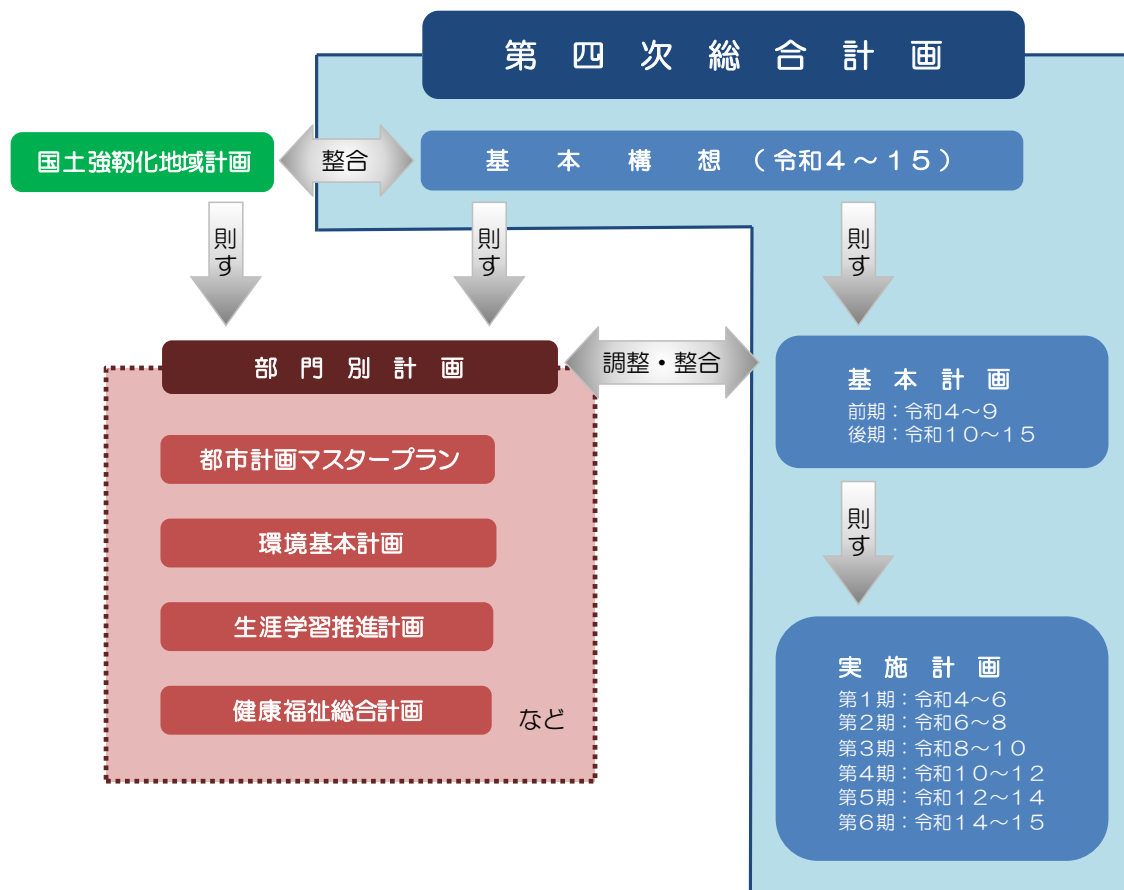 第四次総合計画
国土強靱化地域計画
整合
基本構想（令和４～１５）
則す
則す
則す
部門別計画
調整・整合
基本計画
前期：令和４～９
後期：令和１０～１５
都市計画マスタープラン
環境基本計画
生涯学習推進計画
健康福祉総合計画
など
則す
実施計画
第１期：令和４～６
第２期：令和６～８
第３期：令和８～１０
第４期：令和１０～１２
第５期：令和１２～１４
第６期：令和１４～１５